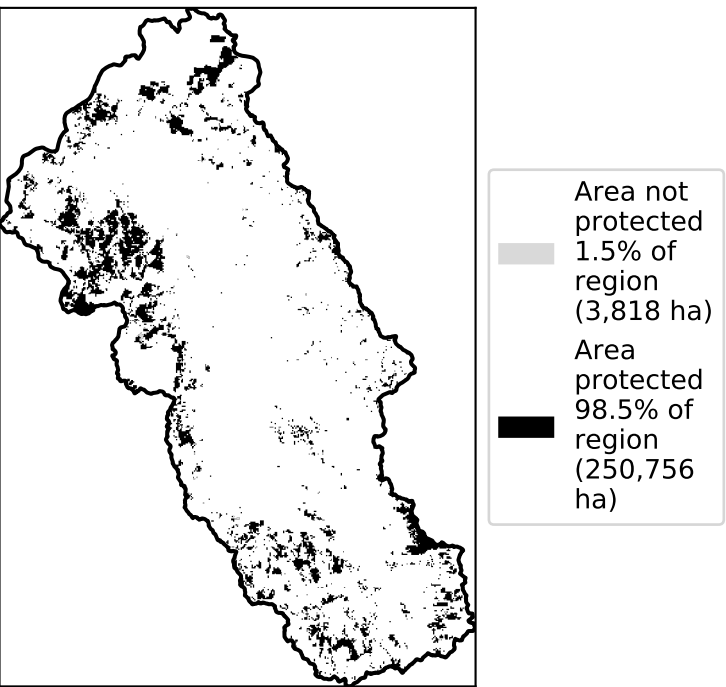 Area not
protected
1.5% of
region
(3,818 ha)
Area
protected
98.5% of
region
(250,756
ha)